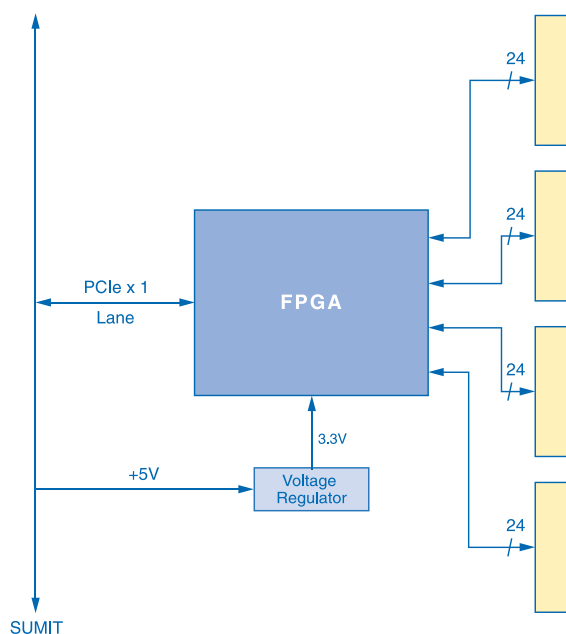 24
24
PCIe x 1
Lane
FPGA
24
3.3V
+5V
Voltage
Regulator
24
SUMIT